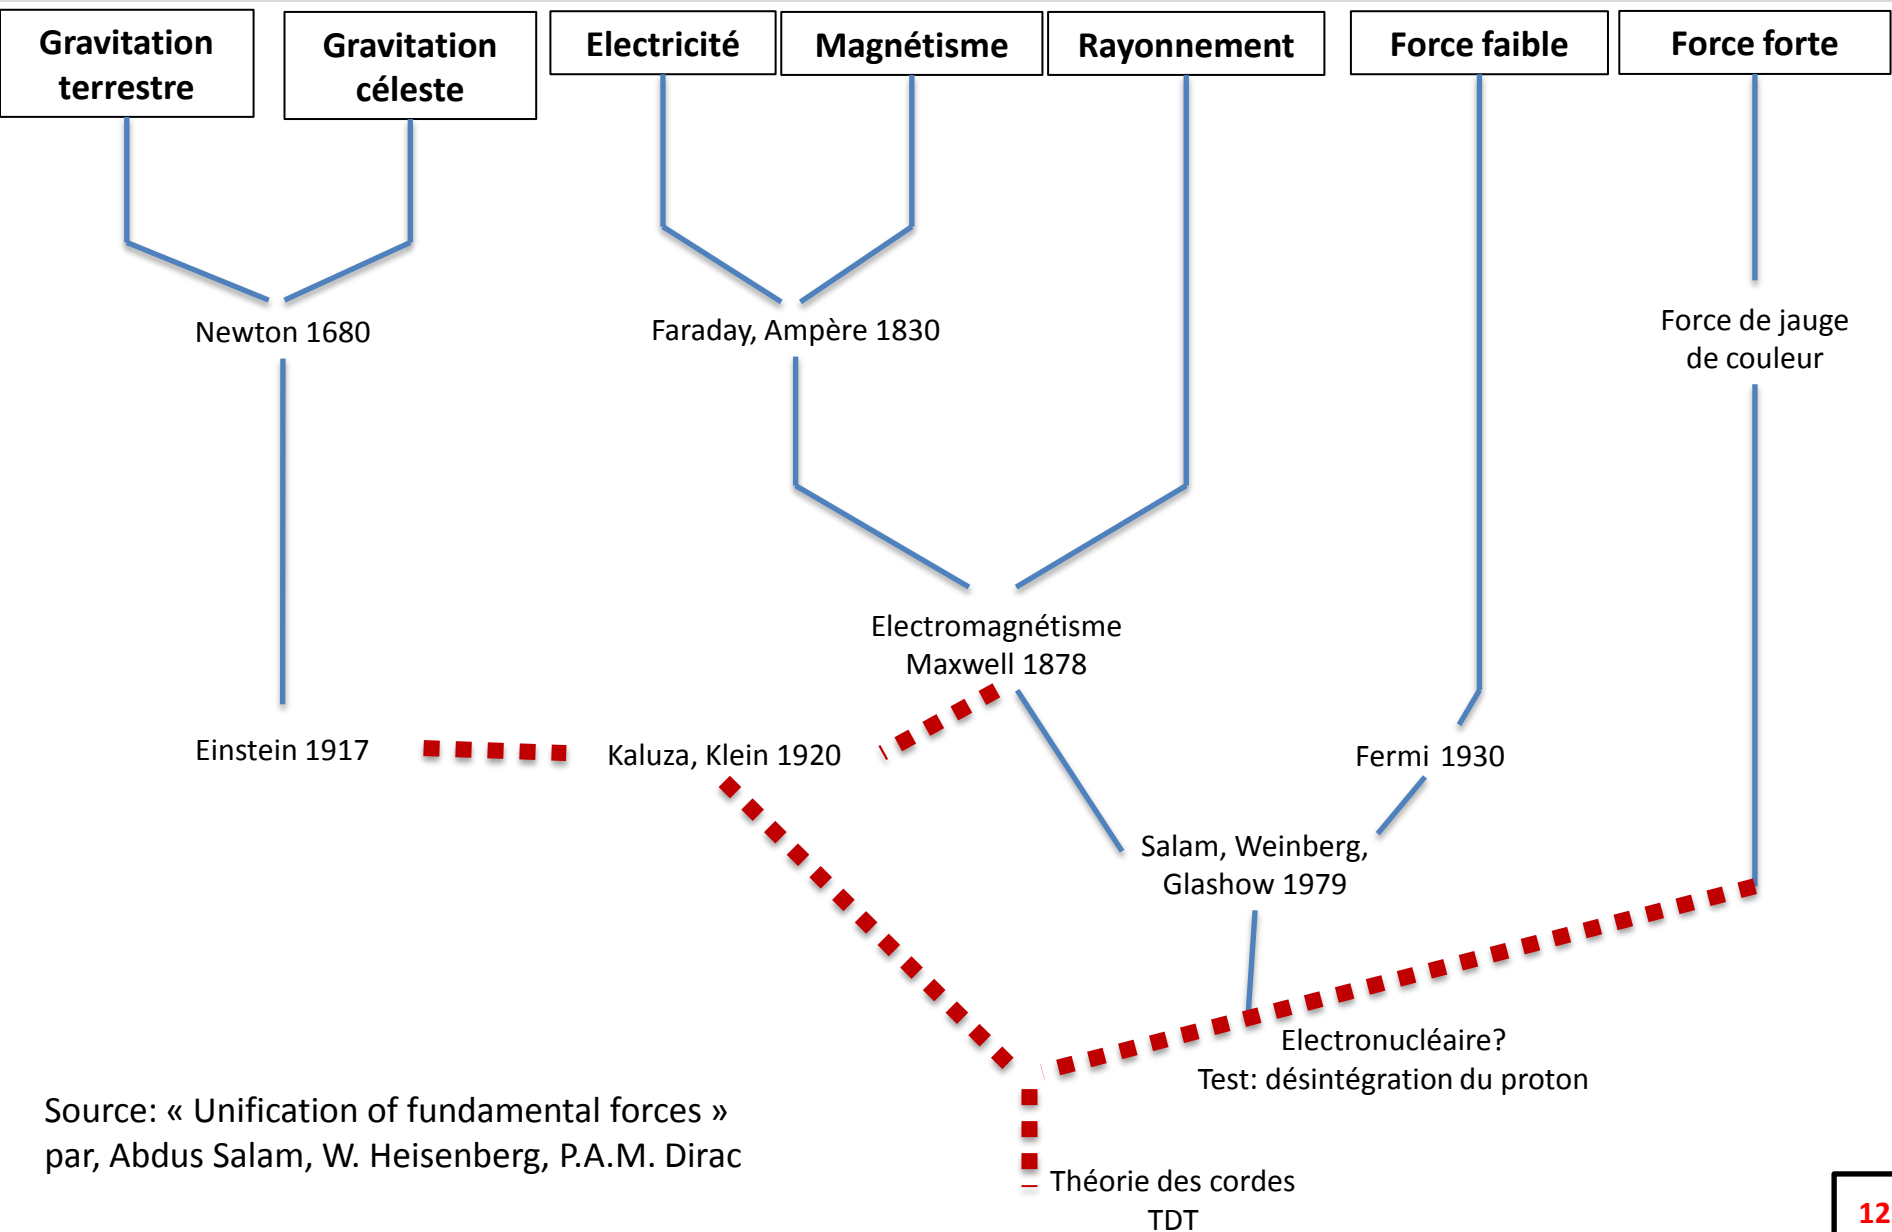 Gravitation
terrestre
Gravitation
céleste
Electricité
Magnétisme
Rayonnement
Force faible
Force forte
Newton 1680
Faraday, Ampère 1830
Force de jauge
de couleur
Electromagnétisme
Maxwell 1878
Einstein 1917
Kaluza, Klein 1920
Fermi 1930
Salam, Weinberg,
Glashow 1979
Electronucléaire?
Test: désintégration du proton
Source: « Unification of fundamental forces »
par, Abdus Salam, W. Heisenberg, P.A.M. Dirac
Théorie des cordes
TDT
12